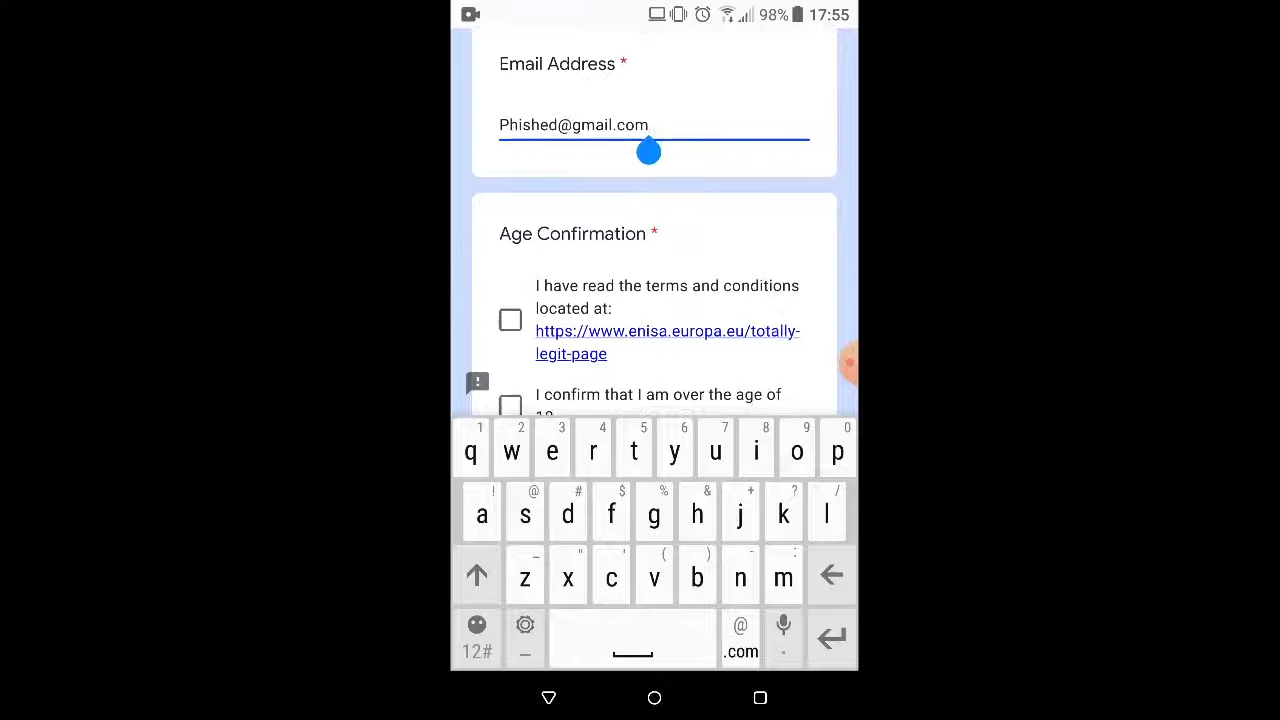 98% 17:55
Email Address *
Phished@gmail.com
Age Confirmation *
I have read the terms and conditions
located at:
https://www.enisa.europa.eu/totally-
legit-page
I confirm that I am over the age of
1 2 3 4 5 6 7 8 9 0
q w e r t y u i o p
! @ # $ % & + ? /
a s d f g h j k l
_ " ' ( ) - :
z x c v b n m
@
12# _ .com .